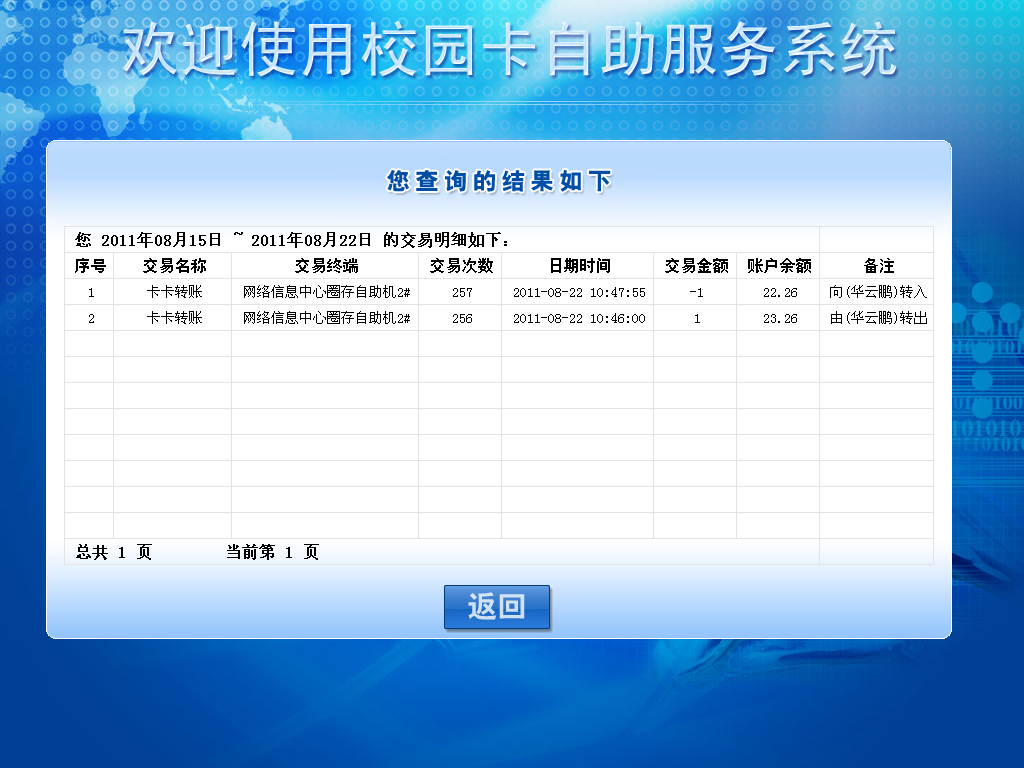 欢迎使用校园卡自助服务系统
您查询的结果如下
您 2011年08月15日 ~ 2011年08月22日 的交易明细如下:
序号 交易名称 交易终端 交易次数 日期时间 交易金额 账户余额 备注
1 卡卡转账 网络信息中心圈存自助机2# 257 2011-08-22 10:47:55 -1 22.26 向(华云鹏)转入
2 卡卡转账 网络信息中心圈存自助机2# 256 2011-08-22 10:46:00 1 23.26 由(华云鹏)转出
总共 1 页 当前第 1 页
返回